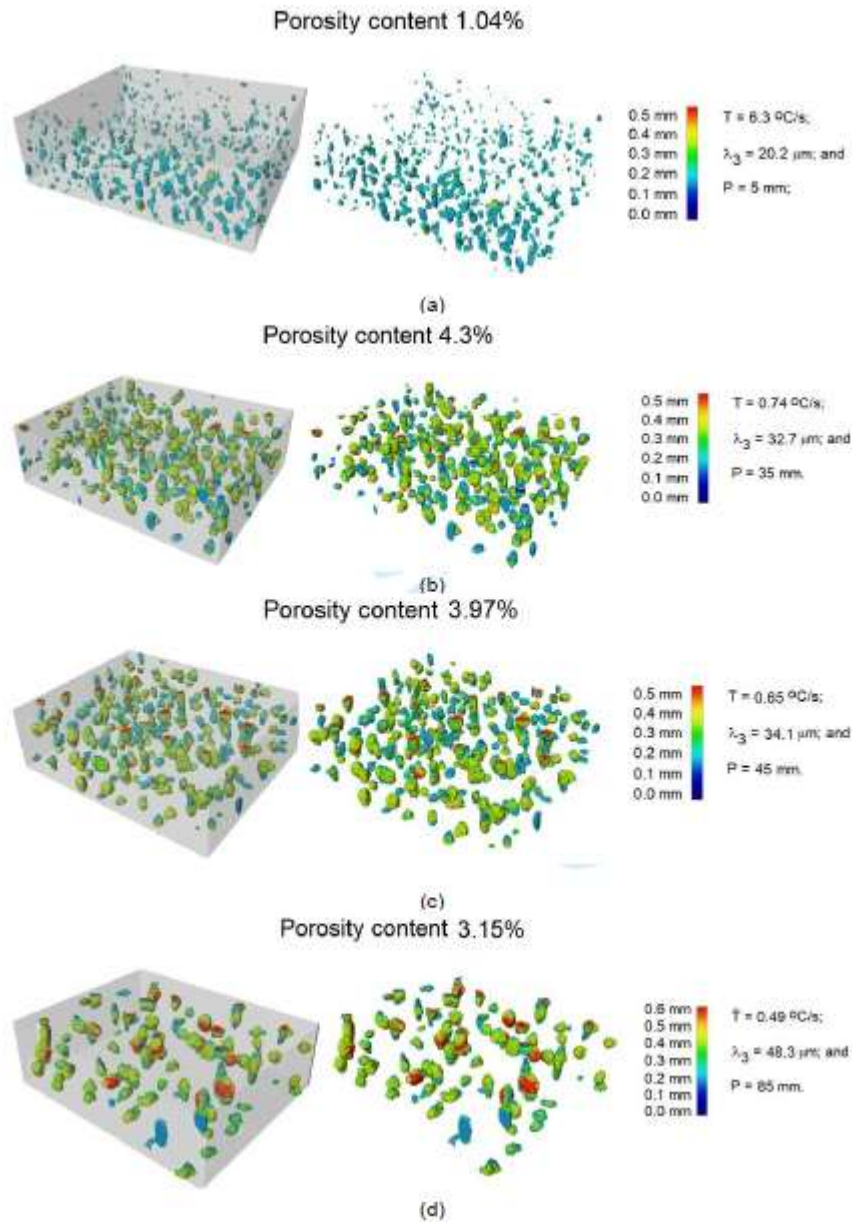 Porosity content 1.04%
0.5 mm
0.4 mm
0.3 mm
0.2 mm
0.1 mm
0.0 mm
Ṫ = 6.3 ºC/s;
λ3 = 20.2 µm; and
P = 5 mm;
(a)
Porosity content 4.3%
0.5 mm
0.4 mm
0.3 mm
0.2 mm
0.1 mm
0.0 mm
Ṫ = 0.74 ºC/s;
λ3 = 32.7 µm; and
P = 35 mm.
(b)
Porosity content 3.97%
0.5 mm
0.4 mm
0.3 mm
0.2 mm
0.1 mm
0.0 mm
Ṫ = 0.65 ºC/s;
λ3 = 34.1 µm; and
P = 45 mm.
(c)
Porosity content 3.15%
0.6 mm
0.5 mm
0.4 mm
0.3 mm
0.2 mm
0.1 mm
0.0 mm
Ṫ = 0.49 ºC/s;
λ3 = 48.3 µm; and
P = 85 mm.
(d)